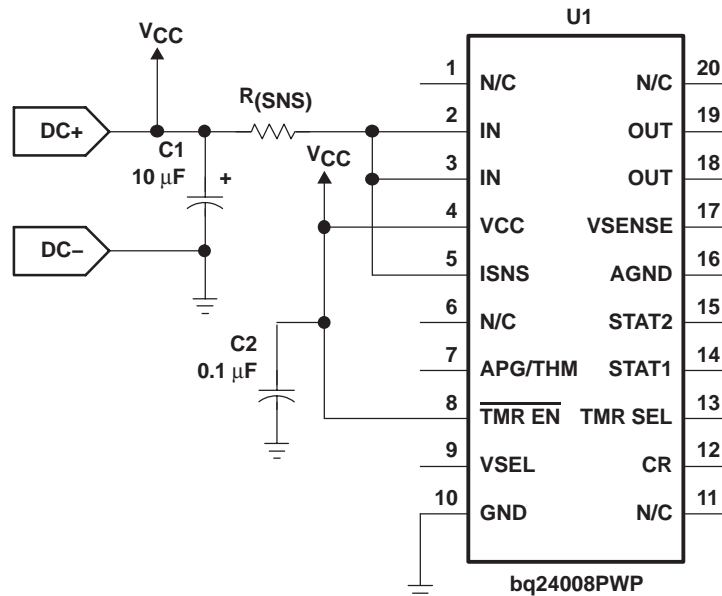 U1
VCC
DC+
R(SNS)
C1
10 μF
+
VCC
DC−
C2
0.1 μF
1 N/C N/C 20
2 IN OUT 19
3 IN OUT 18
4 VCC VSENSE 17
5 ISNS AGND 16
6 N/C STAT2 15
7 APG/THM STAT1 14
8 TMR EN TMR SEL 13
9 VSEL CR 12
10 GND N/C 11
bq24008PWP